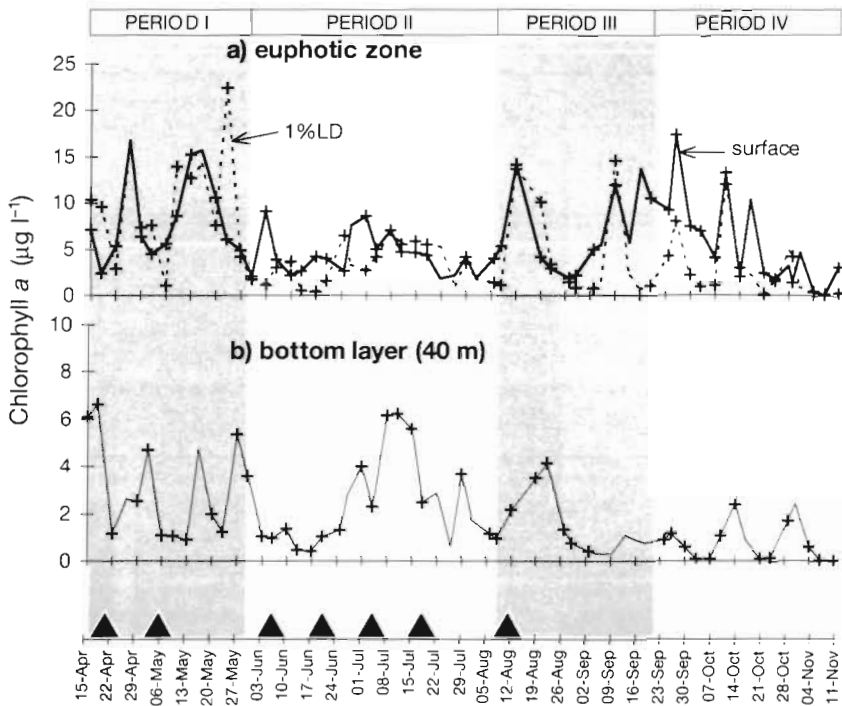 PERIOD I PERIOD II PERIOD III PERIOD IV
a) euphotic zone
25
20
15
10
5
0
1%LD
surface
Chlorophyll a (µg l⁻¹)
b) bottom layer (40 m)
10
8
6
4
2
0
15-Apr 22-Apr 29-Apr 06-May 13-May 20-May 27-May 03-Jun 10-Jun 17-Jun 24-Jun 01-Jul 08-Jul 15-Jul 22-Jul 29-Jul 05-Aug 12-Aug 19-Aug 26-Aug 02-Sep 09-Sep 16-Sep 23-Sep 30-Sep 07-Oct 14-Oct 21-Oct 28-Oct 04-Nov 11-Nov